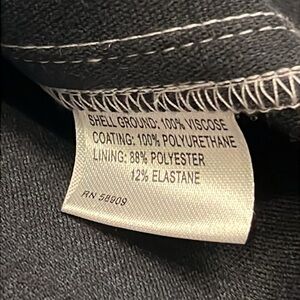 SHELL GROUND: 100% VISCOSE
COATING: 100% POLYURETHANE
LINING: 88% POLYESTER
12% ELASTANE
RN 58909